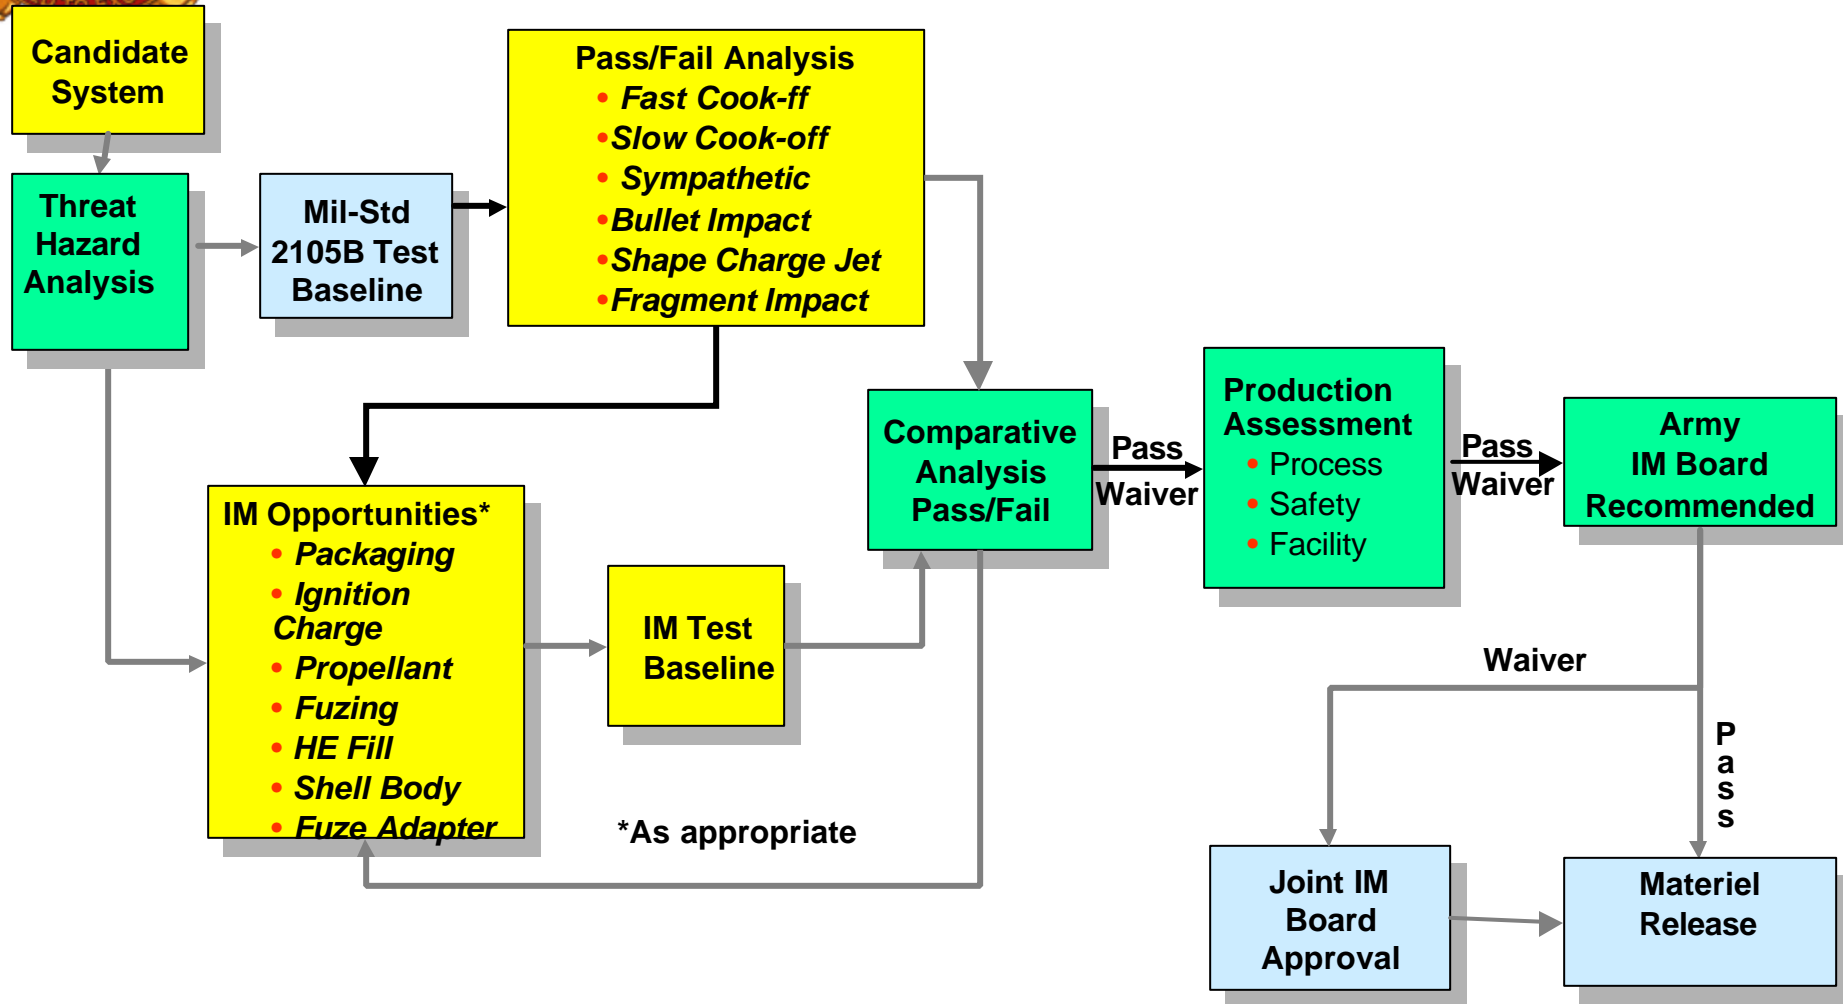 Candidate
System
Threat
Hazard
Analysis
Mil-Std
2105B Test
Baseline
Pass/Fail Analysis
• Fast Cook-ff
•Slow Cook-off
• Sympathetic
•Bullet Impact
•Shape Charge Jet
•Fragment Impact
IM Opportunities*
• Packaging
• Ignition
Charge
• Propellant
• Fuzing
• HE Fill
• Shell Body
• Fuze Adapter
IM Test
Baseline
*As appropriate
Comparative
Analysis
Pass/Fail
Pass
Waiver
Production
Assessment
• Process
• Safety
• Facility
Pass
Waiver
Army
IM Board
Recommended
Waiver
P
a
s
s
Joint IM
Board
Approval
Materiel
Release